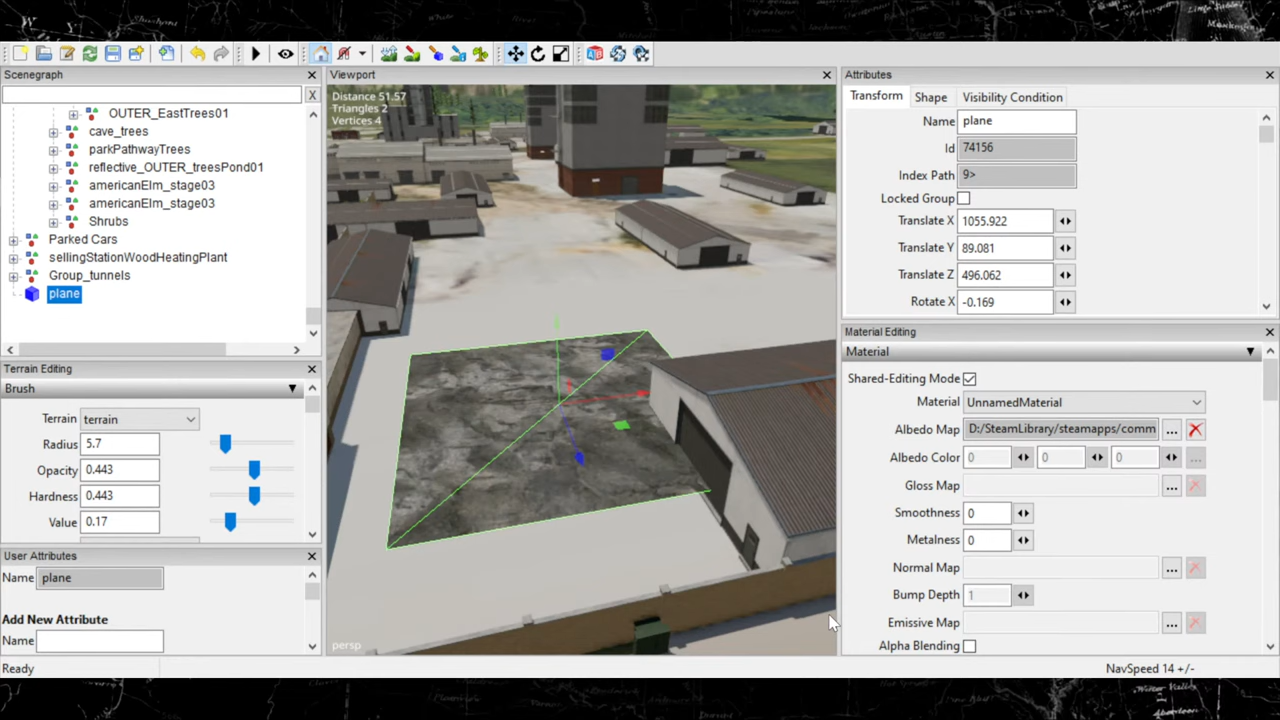 Scenegraph
X
OUTER_EastTrees01
cave_trees
parkPathwayTrees
reflective_OUTER_treesPond01
americanElm_stage03
americanElm_stage03
Shrubs
Parked Cars
sellingStationWoodHeatingPlant
Group_tunnels
plane
Terrain Editing
Brush
Terrain terrain
Radius 5.7
Opacity 0.443
Hardness 0.443
Value 0.17
User Attributes
Name plane
Add New Attribute
Name
Ready
Viewport
Distance 51.57
Triangles 2
Vertices 4
persp
Attributes
Transform Shape Visibility Condition
Name plane
Id 74156
Index Path 9>
Locked Group
Translate X 1055.922
Translate Y 89.081
Translate Z 496.062
Rotate X -0.169
Material Editing
Material
Shared-Editing Mode
Material UnnamedMaterial
Albedo Map D:/SteamLibrary/steamapps/comm ...
Albedo Color 0 0 0 ...
Gloss Map ...
Smoothness 0
Metalness 0
Normal Map ...
Bump Depth 1
Emissive Map ...
Alpha Blending
NavSpeed 14 +/-